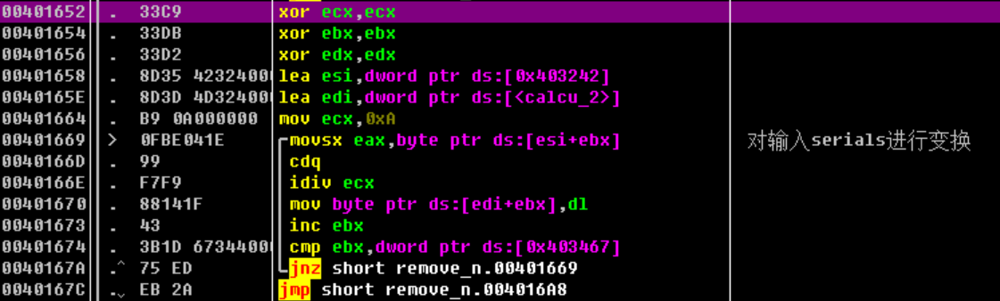 00401652 . 33C9 xor ecx,ecx
00401654 . 33DB xor ebx,ebx
00401656 . 33D2 xor edx,edx
00401658 . 8D35 42324000 lea esi,dword ptr ds:[0x403242]
0040165E . 8D3D 4D324000 lea edi,dword ptr ds:[<calcu_2>]
00401664 . B9 0A000000 mov ecx,0xA
00401669 > 0FBE041E movsx eax,byte ptr ds:[esi+ebx] 对输入serials进行变换
0040166D . 99 cdq
0040166E . F7F9 idiv ecx
00401670 . 88141F mov byte ptr ds:[edi+ebx],dl
00401673 . 43 inc ebx
00401674 . 3B1D 67344000 cmp ebx,dword ptr ds:[0x403467]
0040167A .^ 75 ED jnz short remove_n.00401669
0040167C .v EB 2A jmp short remove_n.004016A8